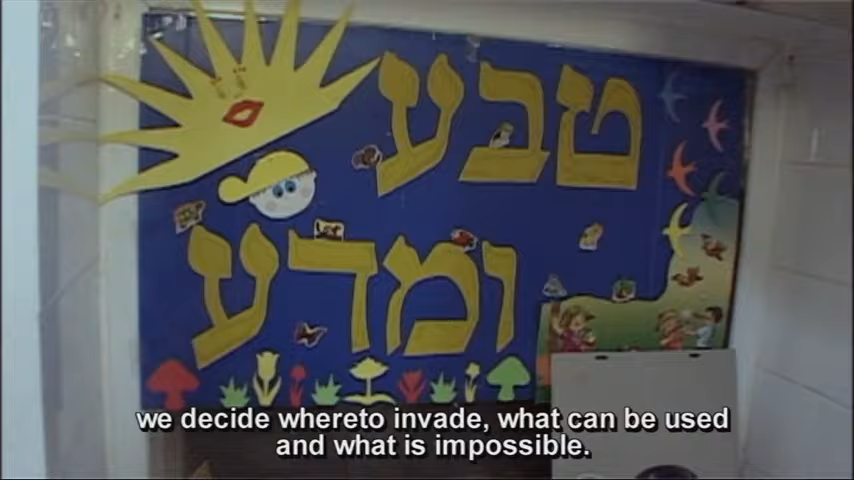 טבע
ומדע
we decide whereto invade, what can be used
and what is impossible.